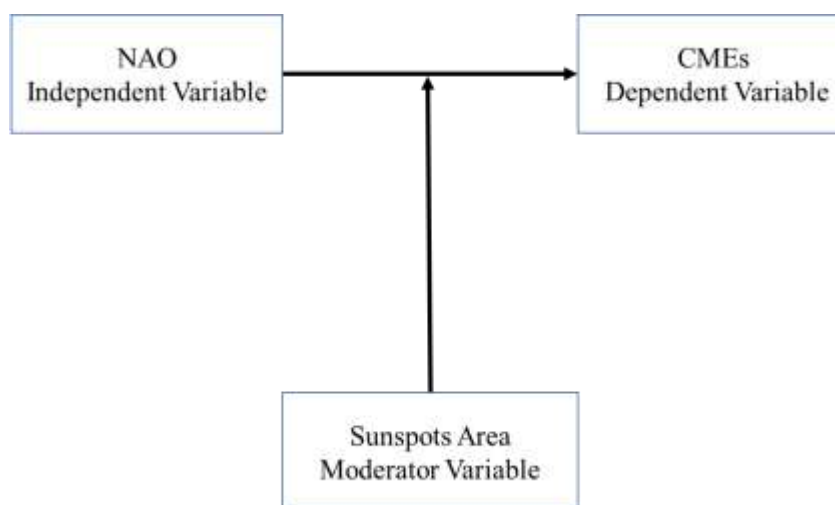 NAO
Independent Variable
CMEs
Dependent Variable
Sunspots Area
Moderator Variable